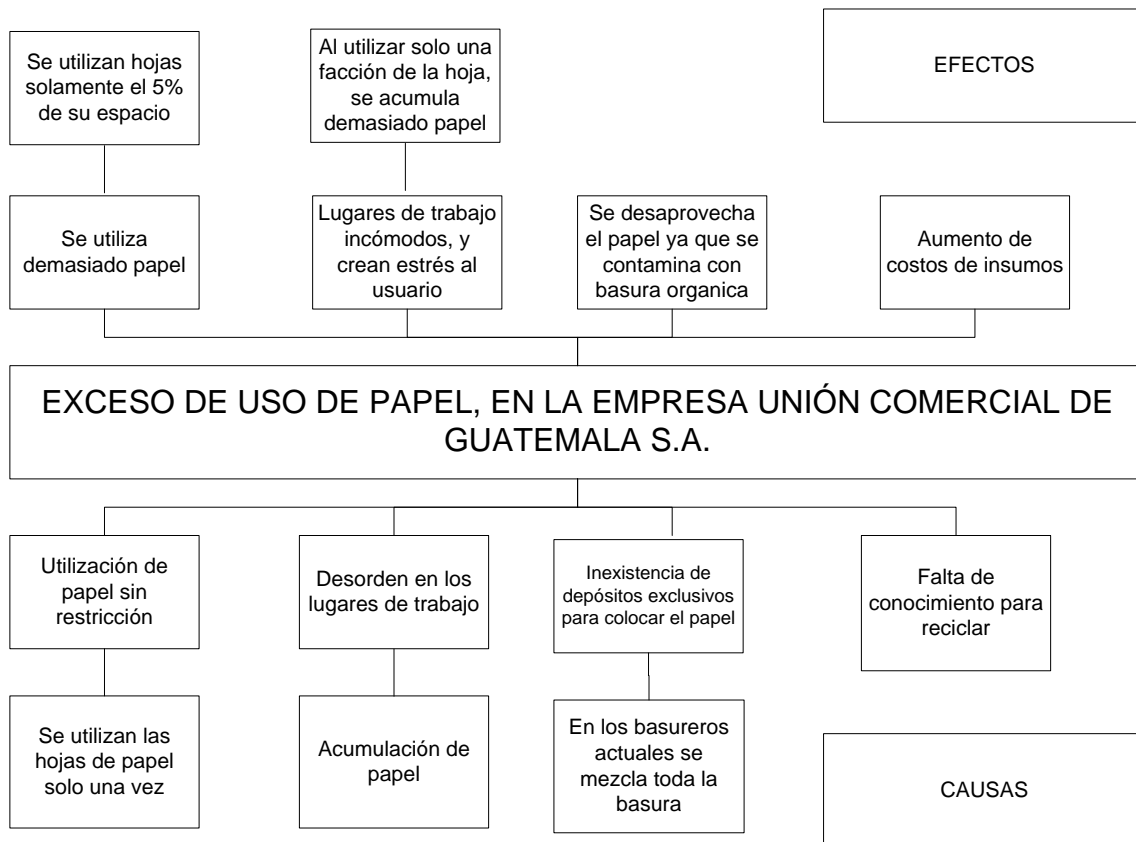 Se utilizan hojas
solamente el 5%
de su espacio
Al utilizar solo una
facción de la hoja,
se acumula
demasiado papel
EFECTOS
Se utiliza
demasiado papel
Lugares de trabajo
incómodos, y
crean estrés al
usuario
Se desaprovecha
el papel ya que se
contamina con
basura organica
Aumento de
costos de insumos
EXCESO DE USO DE PAPEL, EN LA EMPRESA UNIÓN COMERCIAL DE
GUATEMALA S.A.
Utilización de
papel sin
restricción
Desorden en los
lugares de trabajo
Inexistencia de
depósitos exclusivos
para colocar el papel
Falta de
conocimiento para
reciclar
Se utilizan las
hojas de papel
solo una vez
Acumulación de
papel
En los basureros
actuales se
mezcla toda la
basura
CAUSAS